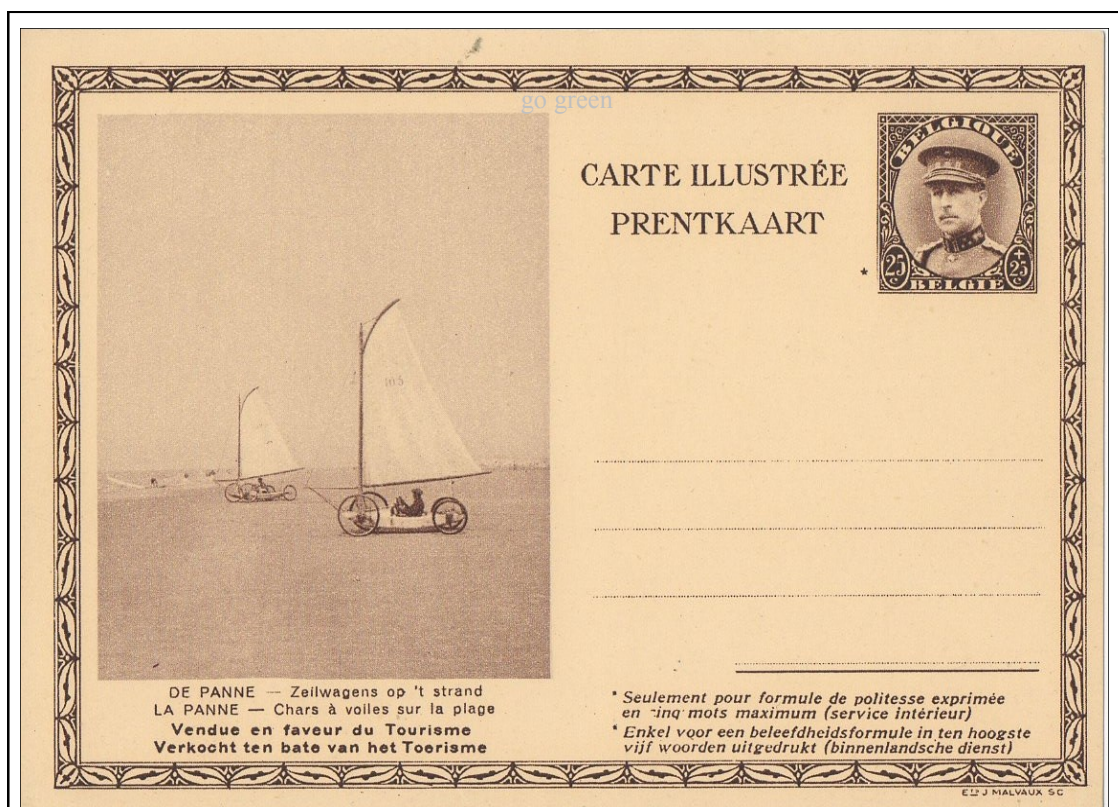 go green
BELGIQUE
CARTE ILLUSTRÉE
PRENTKAART
*
25
+
25
BELGIË
103
DE PANNE — Zeilwagens op 't strand
LA PANNE — Chars à voiles sur la plage
Vendue en faveur du Tourisme
Verkocht ten bate van het Toerisme
* Seulement pour formule de politesse exprimée
en cinq mots maximum (service intérieur)
* Enkel voor een beleefdheidsformule in ten hoogste
vijf woorden uitgedrukt (binnenlandsche dienst)
Ets J MALVAUX SC